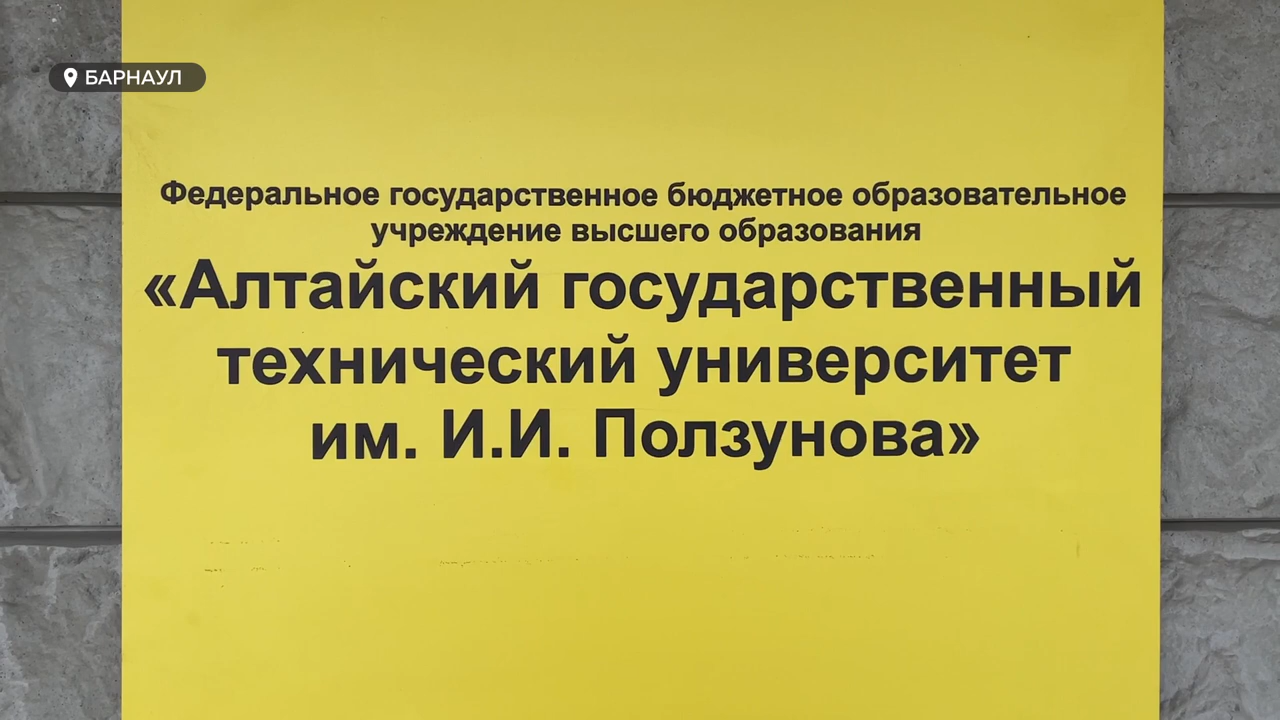 БАРНАУЛ
Федеральное государственное бюджетное образовательное
учреждение высшего образования
«Алтайский государственный
технический университет
им. И.И. Ползунова»